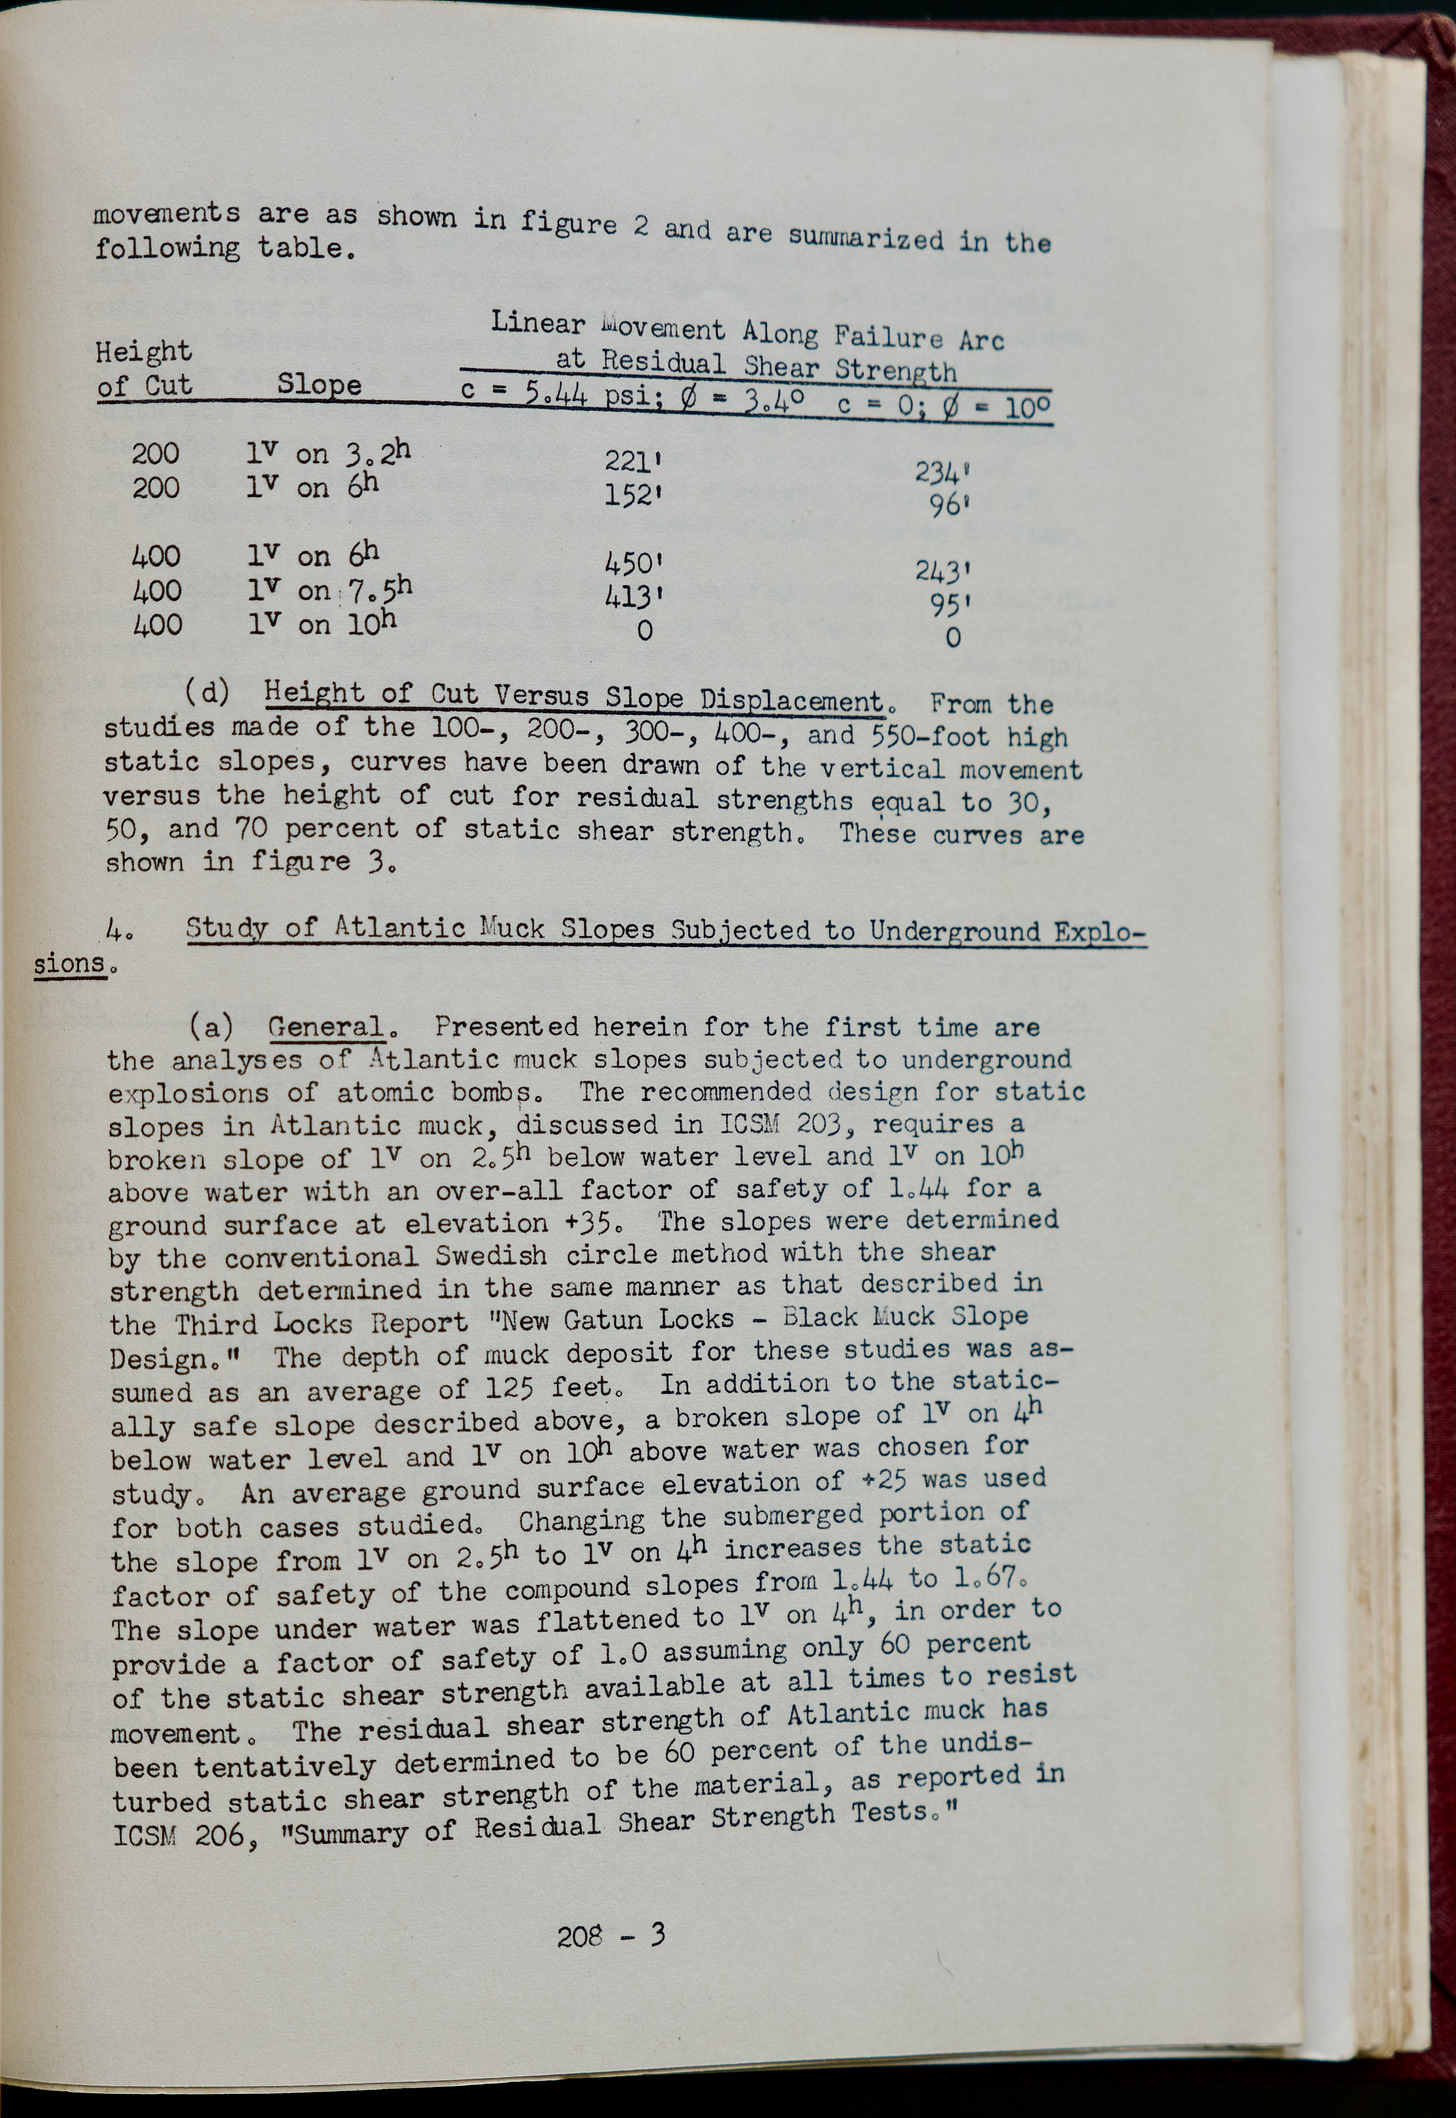 movements are as shown in figure 2 and are summarized in the
following table.
Linear Movement Along Failure Arc
Height at Residual Shear Strength
of Cut Slope c = 5.44 psi; ø = 3.4° c = 0; ø = 10°
200 1ᵛ on 3.2ʰ 221' 234'
200 1ᵛ on 6ʰ 152' 96'
400 1ᵛ on 6ʰ 450' 243'
400 1ᵛ on 7.5ʰ 413' 95'
400 1ᵛ on 10ʰ 0 0
(d) Height of Cut Versus Slope Displacement. From the
studies made of the 100-, 200-, 300-, 400-, and 550-foot high
static slopes, curves have been drawn of the vertical movement
versus the height of cut for residual strengths equal to 30,
50, and 70 percent of static shear strength. These curves are
shown in figure 3.
4. Study of Atlantic Muck Slopes Subjected to Underground Explo-
sions.
(a) General. Presented herein for the first time are
the analyses of Atlantic muck slopes subjected to underground
explosions of atomic bombs. The recommended design for static
slopes in Atlantic muck, discussed in ICSM 203, requires a
broken slope of 1ᵛ on 2.5ʰ below water level and 1ᵛ on 10ʰ
above water with an over-all factor of safety of 1.44 for a
ground surface at elevation +35. The slopes were determined
by the conventional Swedish circle method with the shear
strength determined in the same manner as that described in
the Third Locks Report "New Gatun Locks - Black Muck Slope
Design." The depth of muck deposit for these studies was as-
sumed as an average of 125 feet. In addition to the static-
ally safe slope described above, a broken slope of 1ᵛ on 4ʰ
below water level and 1ᵛ on 10ʰ above water was chosen for
study. An average ground surface elevation of +25 was used
for both cases studied. Changing the submerged portion of
the slope from 1ᵛ on 2.5ʰ to 1ᵛ on 4ʰ increases the static
factor of safety of the compound slopes from 1.44 to 1.67.
The slope under water was flattened to 1ᵛ on 4ʰ, in order to
provide a factor of safety of 1.0 assuming only 60 percent
of the static shear strength available at all times to resist
movement. The residual shear strength of Atlantic muck has
been tentatively determined to be 60 percent of the undis-
turbed static shear strength of the material, as reported in
ICSM 206, "Summary of Residual Shear Strength Tests."
208 - 3